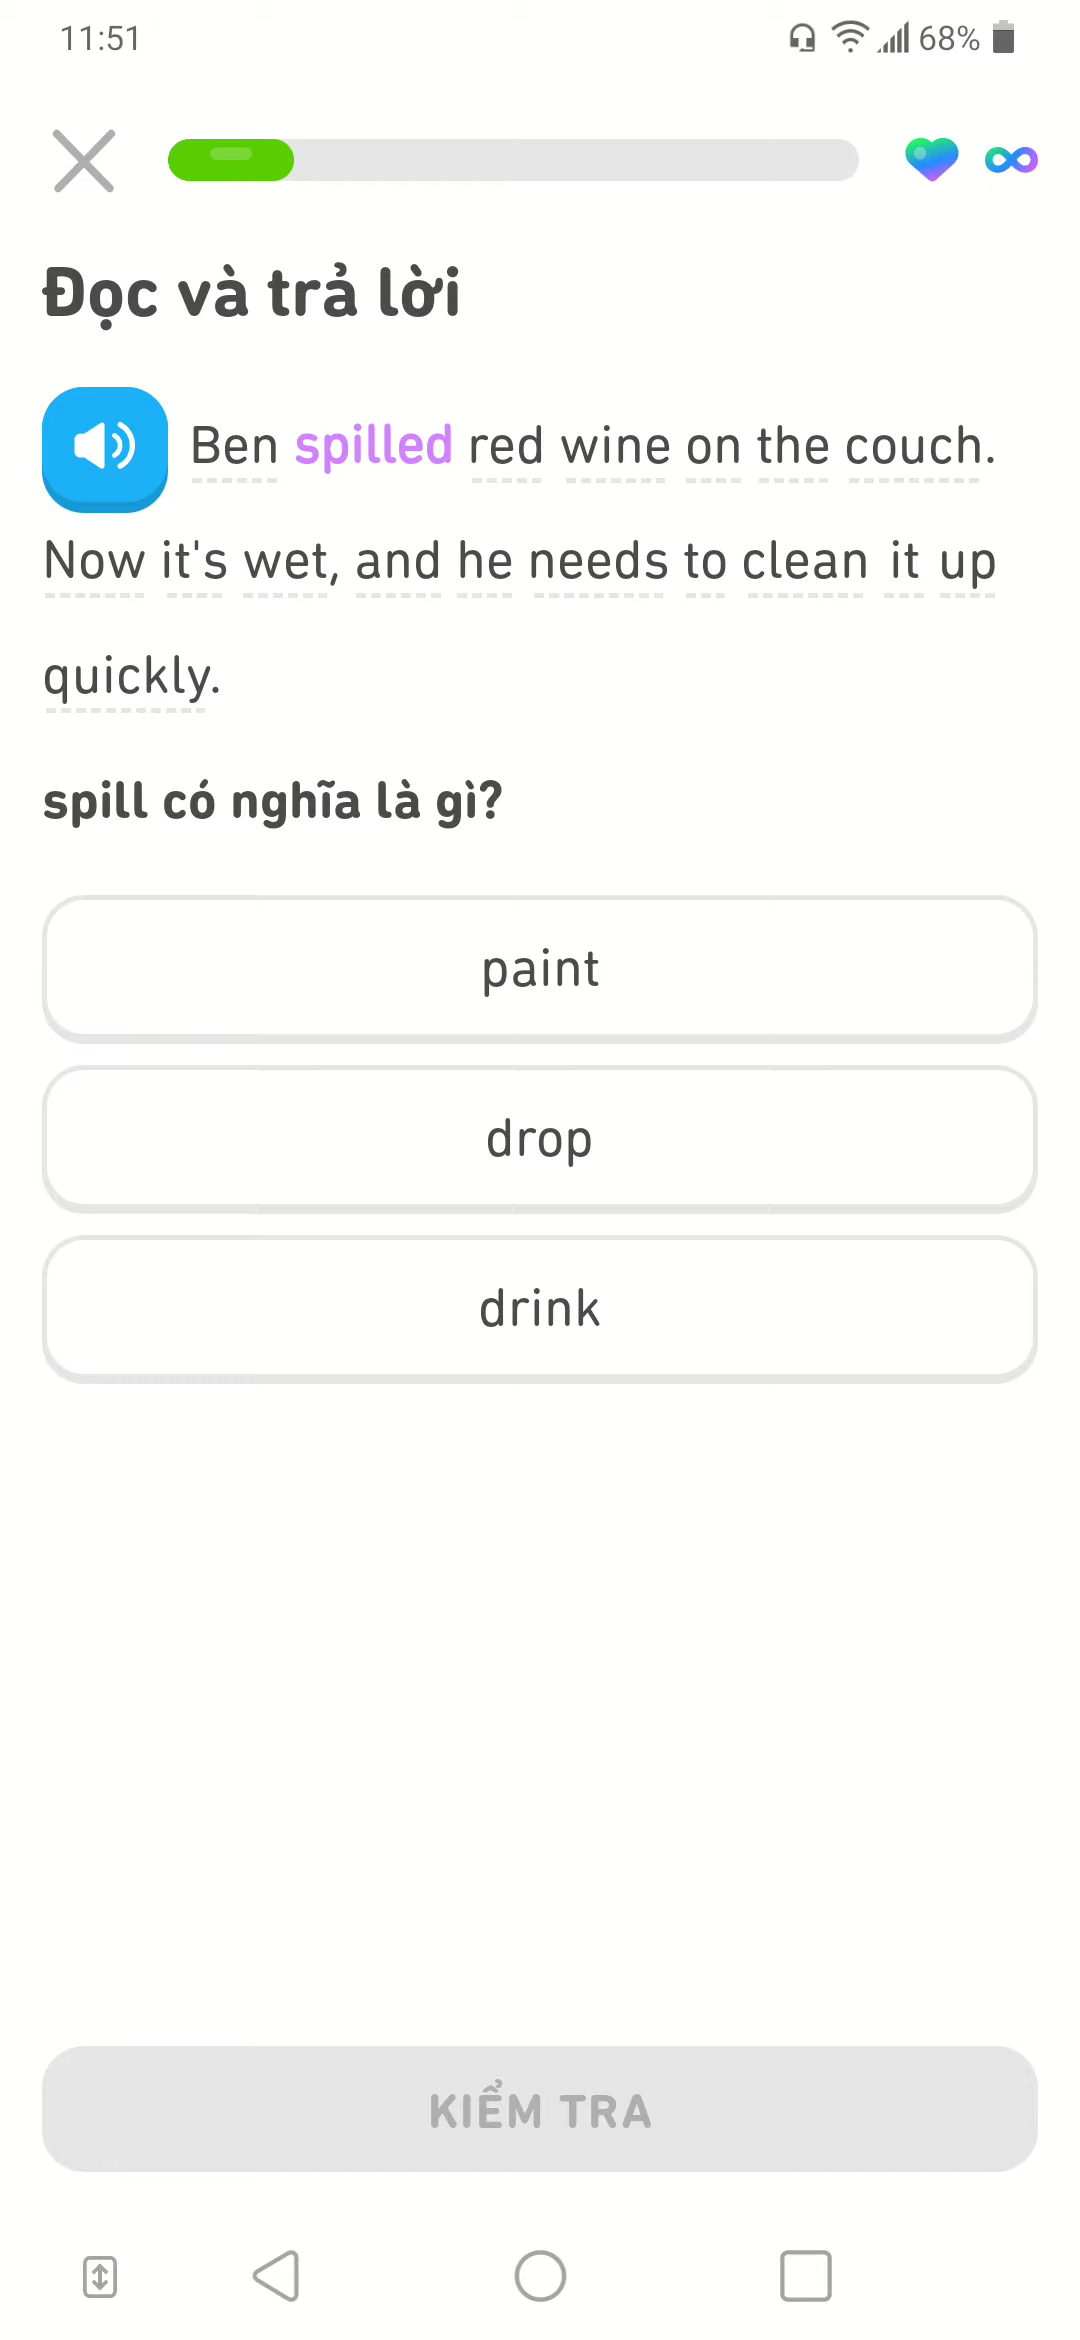 11:51
68%
Đọc và trả lời
Ben spilled red wine on the couch.
Now it's wet, and he needs to clean it up
quickly.
spill có nghĩa là gì?
paint
drop
drink
KIỂM TRA